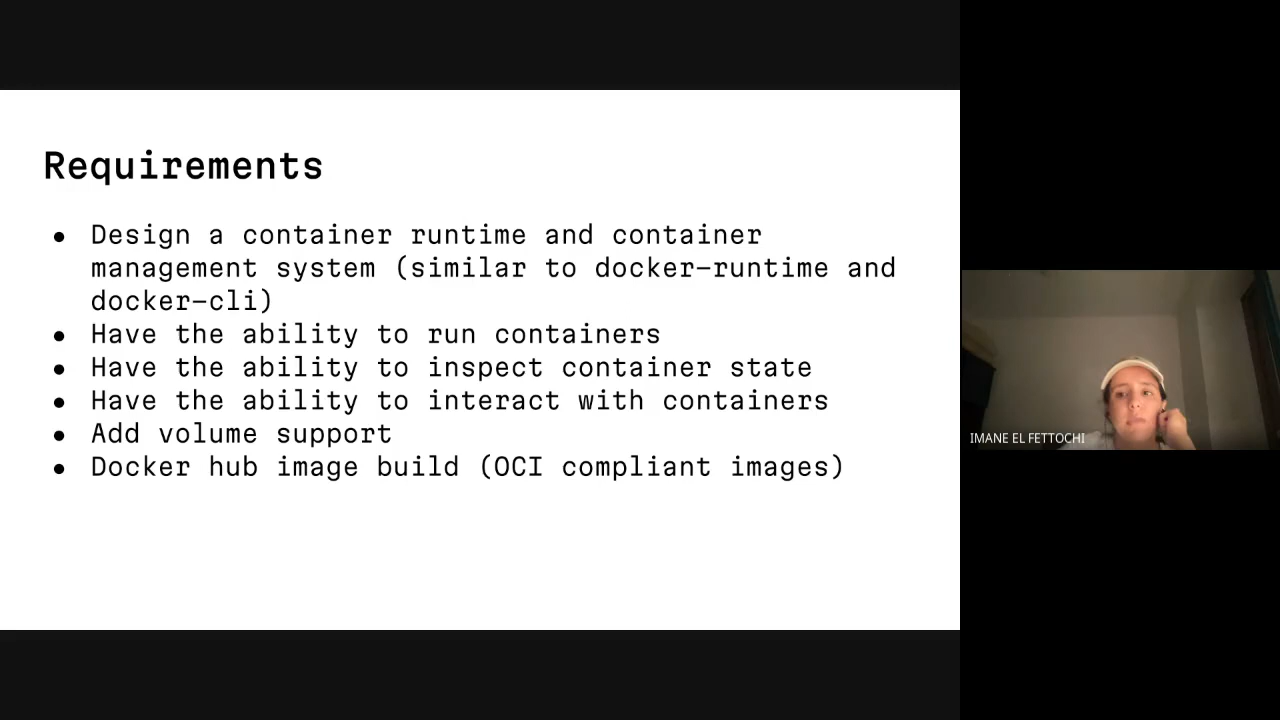 Requirements
● Design a container runtime and container
management system (similar to docker-runtime and
docker-cli)
● Have the ability to run containers
● Have the ability to inspect container state
● Have the ability to interact with containers
● Add volume support
● Docker hub image build (OCI compliant images)
IMANE EL FETTOCHI